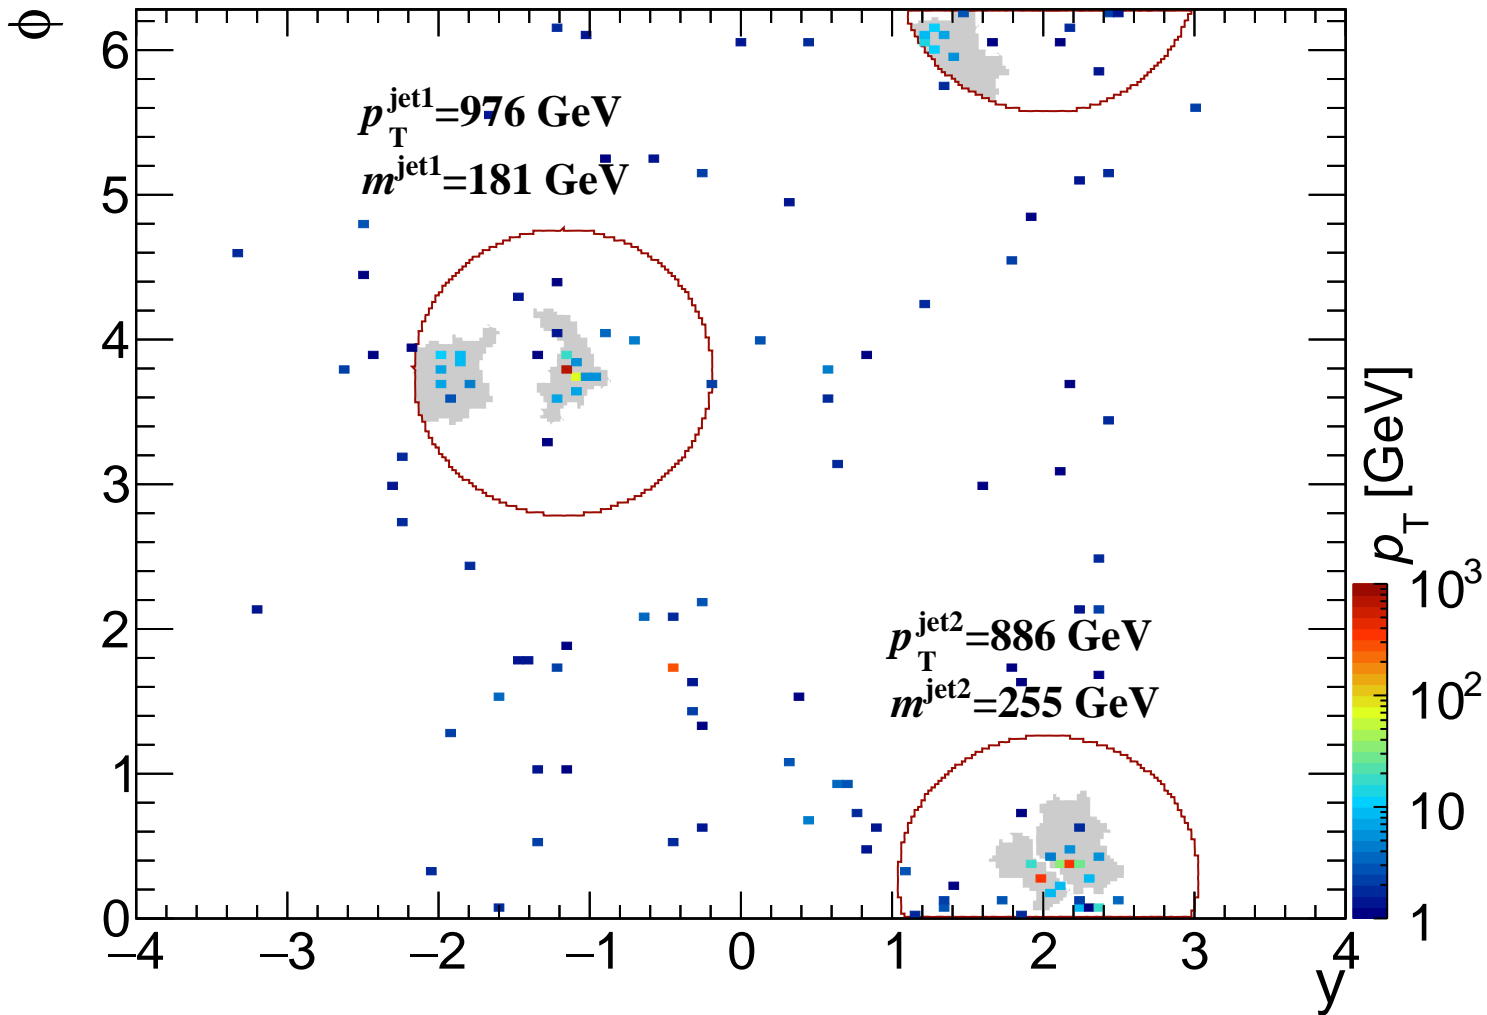 ϕ
6
5
4
3
2
1
0
p_T^jet1=976 GeV
m^jet1=181 GeV
p_T^jet2=886 GeV
m^jet2=255 GeV
–4 –3 –2 –1 0 1 2 3 4
y
p_T [GeV]
10^3
10^2
10
1